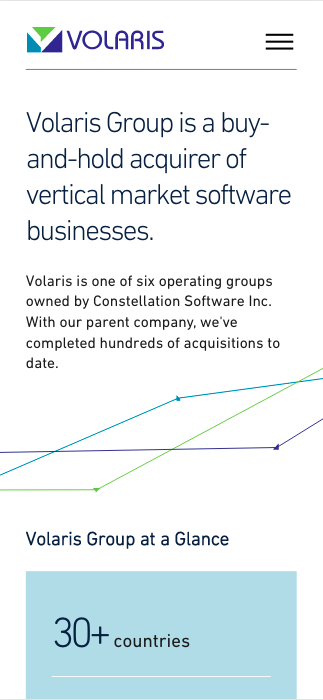 VOLARIS
Volaris Group is a buy-
and-hold acquirer of
vertical market software
businesses.
Volaris is one of six operating groups
owned by Constellation Software Inc.
With our parent company, we've
completed hundreds of acquisitions to
date.
Volaris Group at a Glance
30+ countries